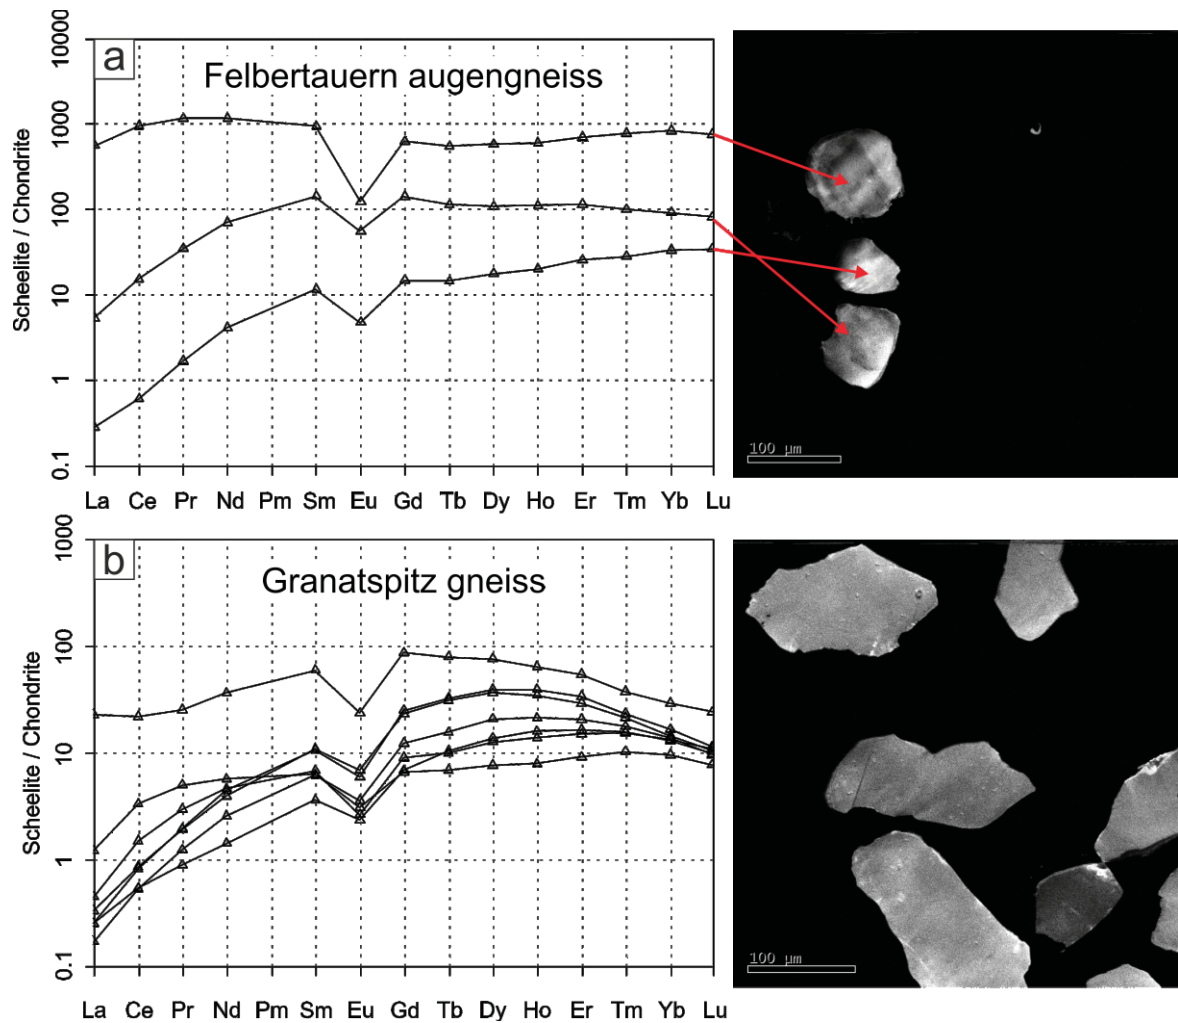 a
Felbertauern augengneiss
Scheelite / Chondrite
10000
1000
100
10
1
0.1
La Ce Pr Nd Pm Sm Eu Gd Tb Dy Ho Er Tm Yb Lu
100 µm
b
Granatspitz gneiss
Scheelite / Chondrite
1000
100
10
1
0.1
La Ce Pr Nd Pm Sm Eu Gd Tb Dy Ho Er Tm Yb Lu
100 µm